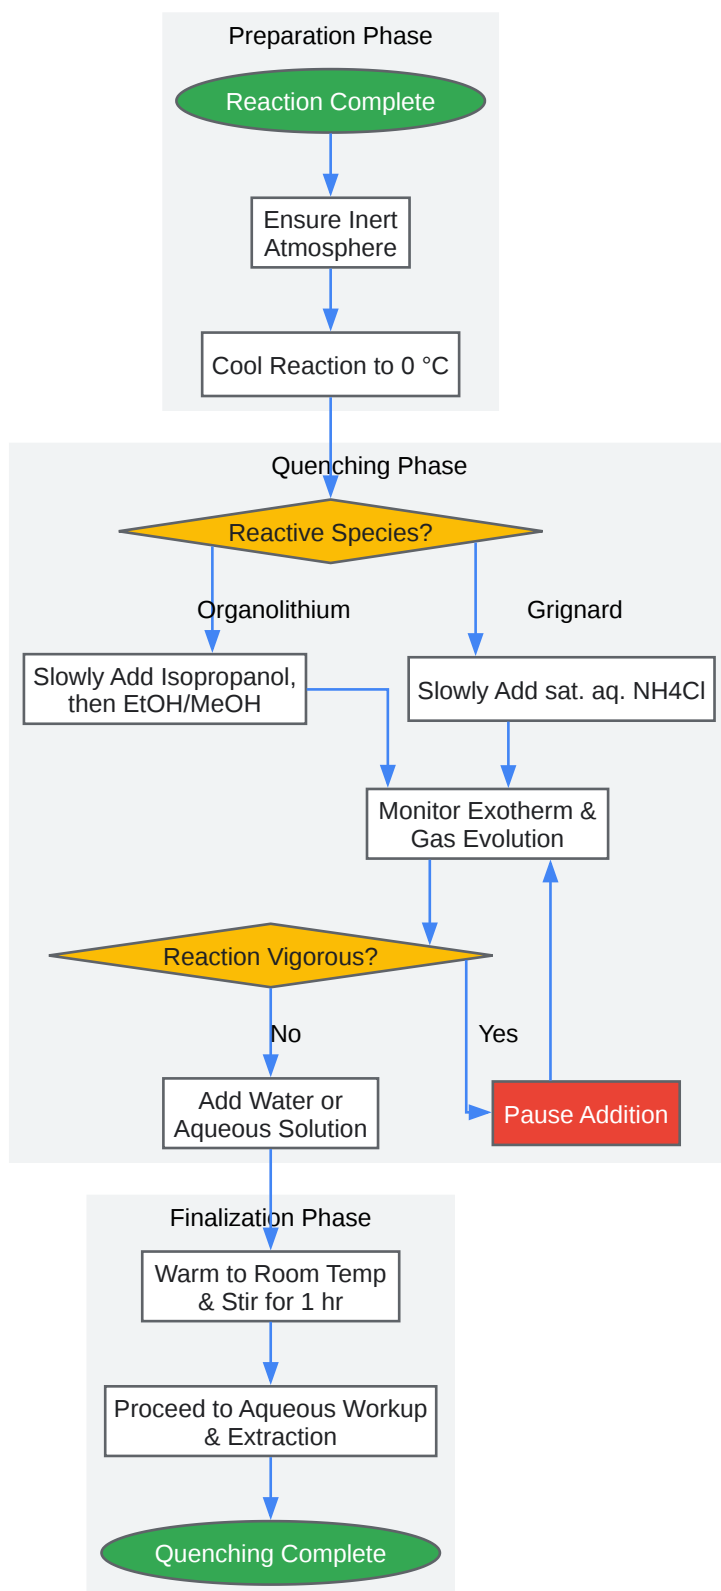 Preparation Phase
Reaction Complete
Ensure Inert
Atmosphere
Cool Reaction to 0 °C
Quenching Phase
Reactive Species?
Organolithium
Grignard
Slowly Add Isopropanol,
then EtOH/MeOH
Slowly Add sat. aq. NH4Cl
Monitor Exotherm &
Gas Evolution
Reaction Vigorous?
No
Yes
Add Water or
Aqueous Solution
Pause Addition
Finalization Phase
Warm to Room Temp
& Stir for 1 hr
Proceed to Aqueous Workup
& Extraction
Quenching Complete